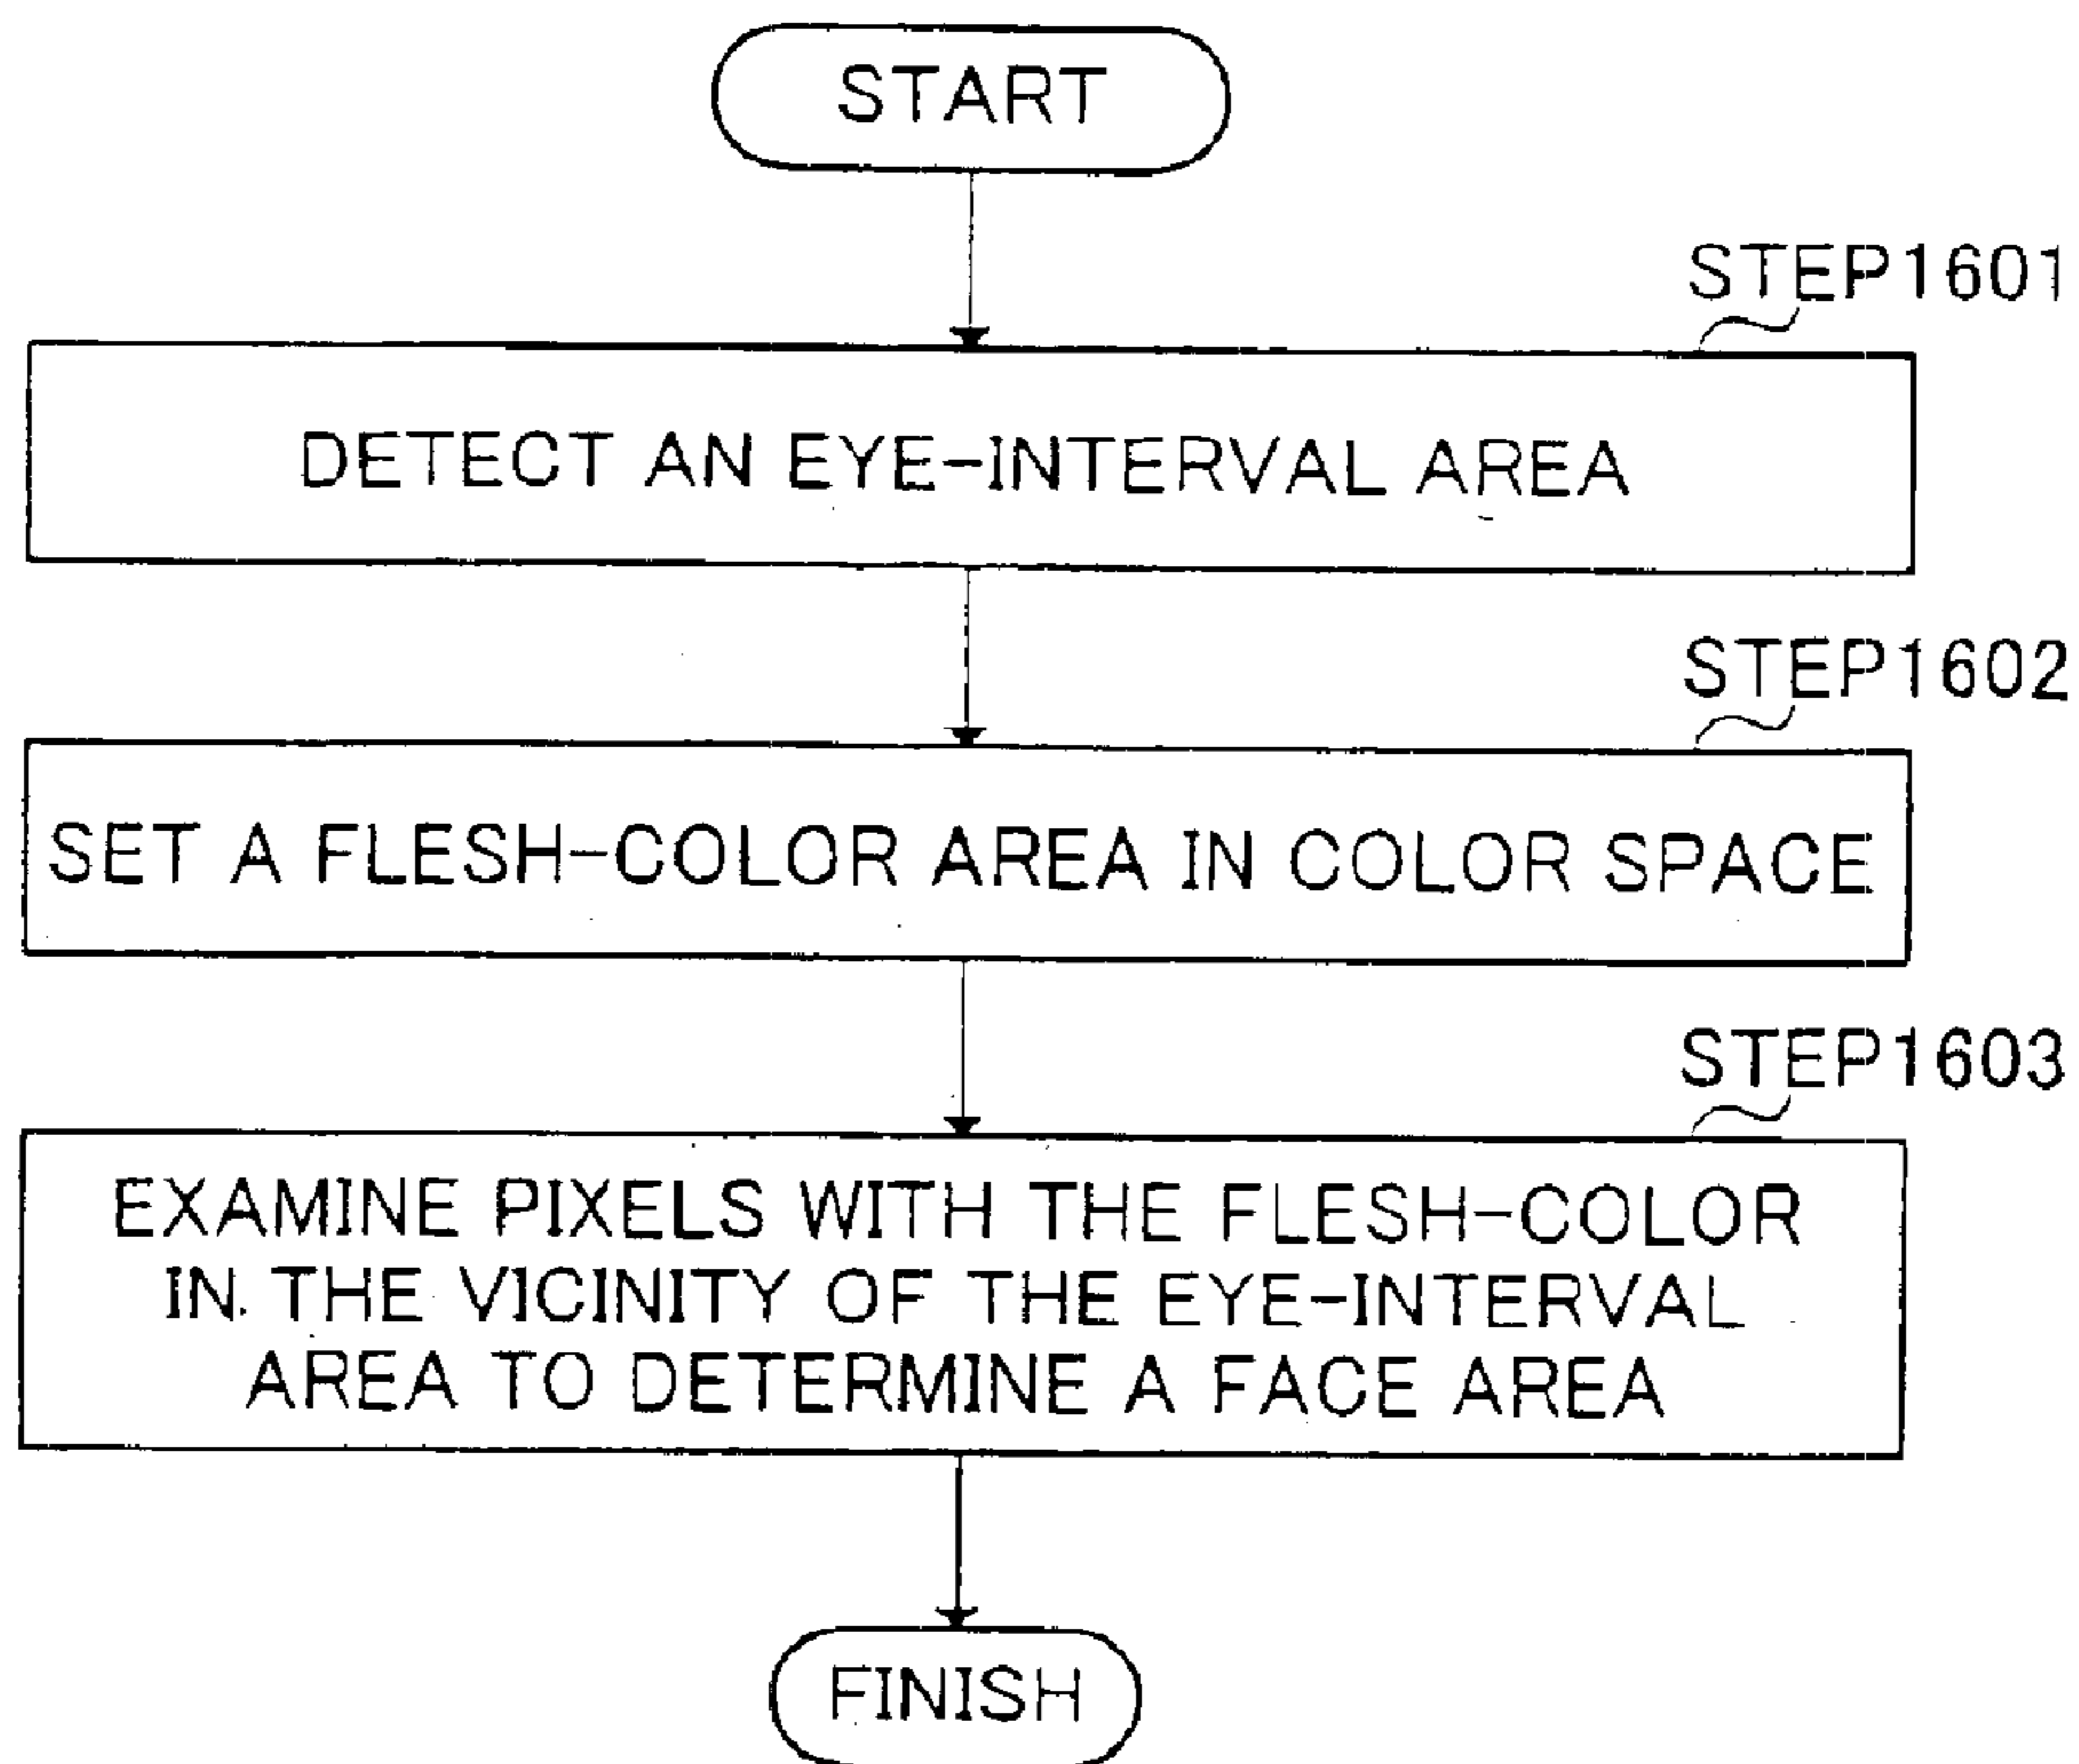 START
STEP1601
DETECT AN EYE-INTERVAL AREA
STEP1602
SET A FLESH-COLOR AREA IN COLOR SPACE
STEP1603
EXAMINE PIXELS WITH THE FLESH-COLOR
IN THE VICINITY OF THE EYE-INTERVAL
AREA TO DETERMINE A FACE AREA
FINISH